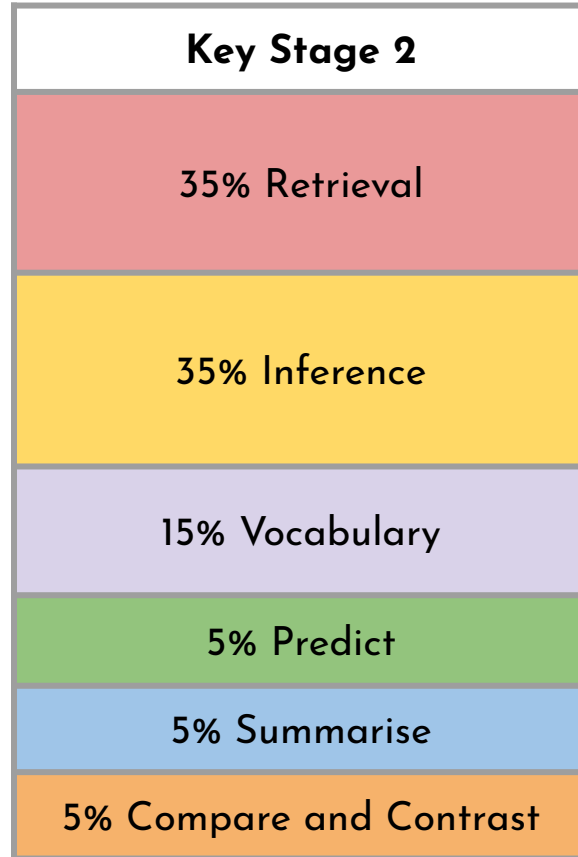 Key Stage 2
35% Retrieval
35% Inference
15% Vocabulary
5% Predict
5% Summarise
5% Compare and Contrast